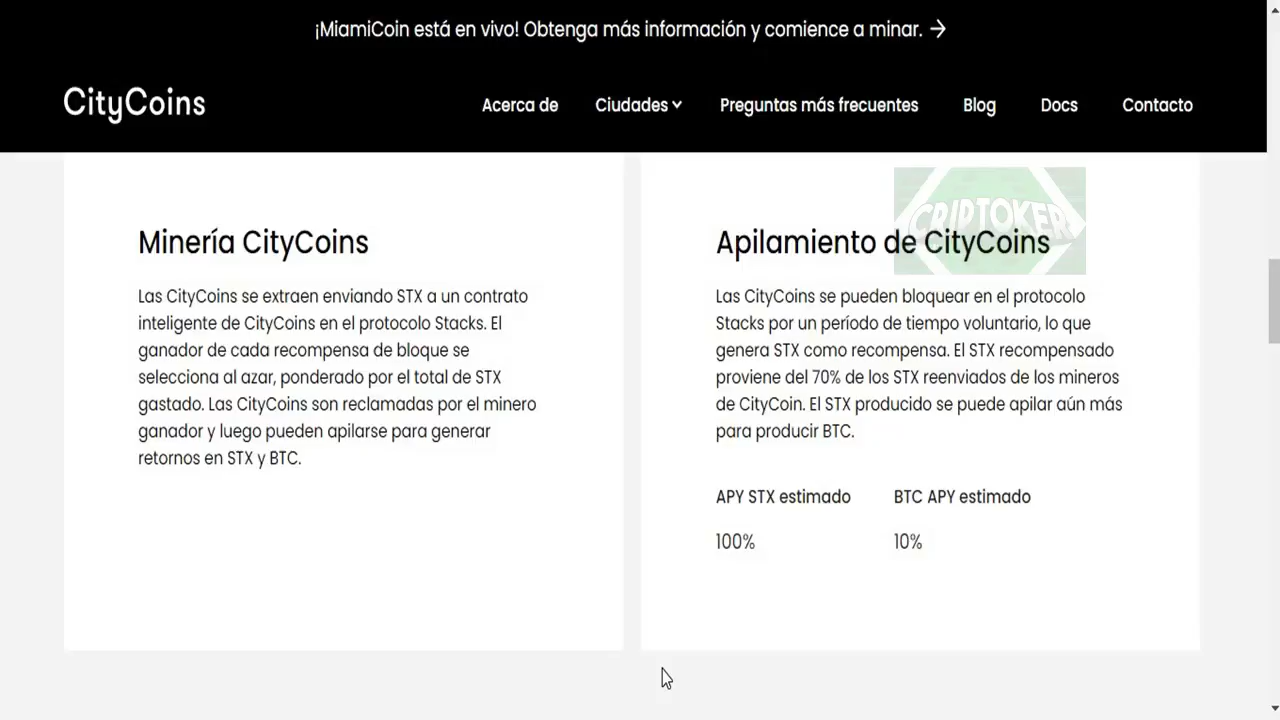 ¡MiamiCoin está en vivo! Obtenga más información y comience a minar. →
CityCoins
Acerca de
Ciudades
Preguntas más frecuentes
Blog
Docs
Contacto
CRIPTOKER
Minería CityCoins
Las CityCoins se extraen enviando STX a un contrato
inteligente de CityCoins en el protocolo Stacks. El
ganador de cada recompensa de bloque se
selecciona al azar, ponderado por el total de STX
gastado. Las CityCoins son reclamadas por el minero
ganador y luego pueden apilarse para generar
retornos en STX y BTC.
Apilamiento de CityCoins
Las CityCoins se pueden bloquear en el protocolo
Stacks por un período de tiempo voluntario, lo que
genera STX como recompensa. El STX recompensado
proviene del 70% de los STX reenviados de los mineros
de CityCoin. El STX producido se puede apilar aún más
para producir BTC.
APY STX estimado
BTC APY estimado
100%
10%